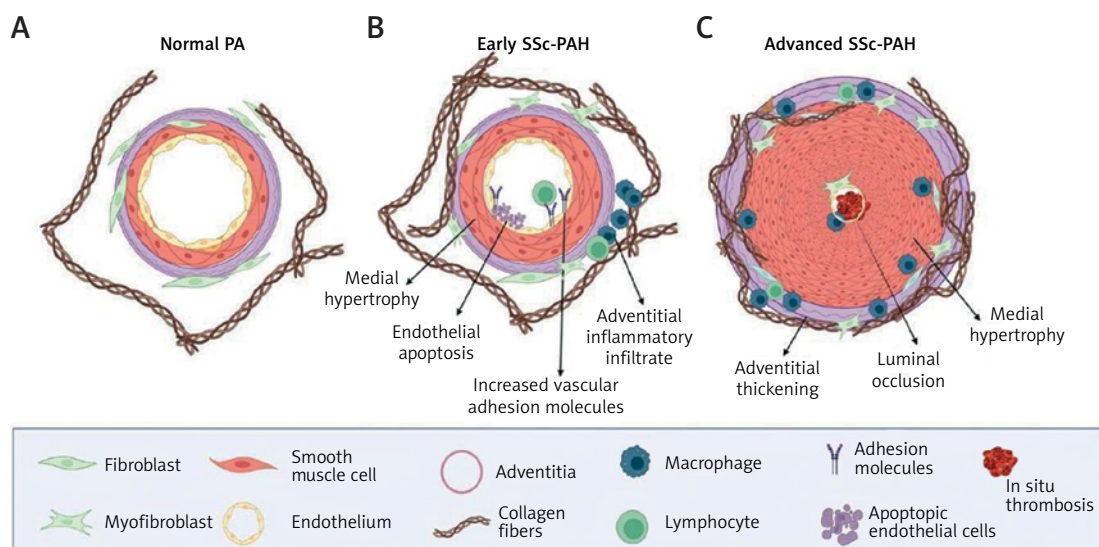 A
Normal PA
B
Early SSc-PAH
C
Advanced SSc-PAH
Medial
hypertrophy
Endothelial
apoptosis
Increased vascular
adhesion molecules
Adventitial
inflammatory
infiltrate
Adventitial
thickening
Luminal
occlusion
Medial
hypertrophy
Fibroblast
Smooth
muscle cell
Adventitia
Macrophage
Adhesion
molecules
In situ
thrombosis
Myofibroblast
Endothelium
Collagen
fibers
Lymphocyte
Apoptopic
endothelial cells